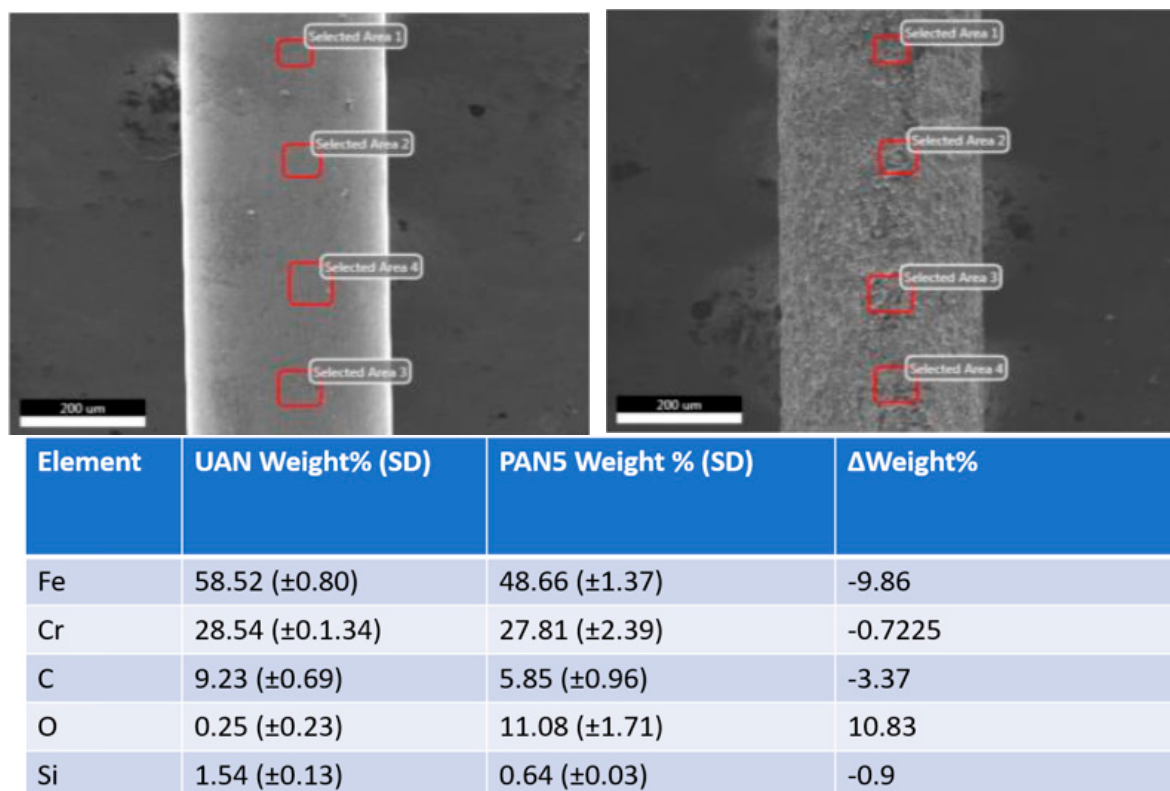 Selected Area 1
Selected Area 2
Selected Area 4
Selected Area 3
200 um
Selected Area 1
Selected Area 2
Selected Area 3
Selected Area 4
200 um
Element UAN Weight% (SD) PAN5 Weight % (SD) ΔWeight%
Fe 58.52 (±0.80) 48.66 (±1.37) -9.86
Cr 28.54 (±0.1.34) 27.81 (±2.39) -0.7225
C 9.23 (±0.69) 5.85 (±0.96) -3.37
O 0.25 (±0.23) 11.08 (±1.71) 10.83
Si 1.54 (±0.13) 0.64 (±0.03) -0.9